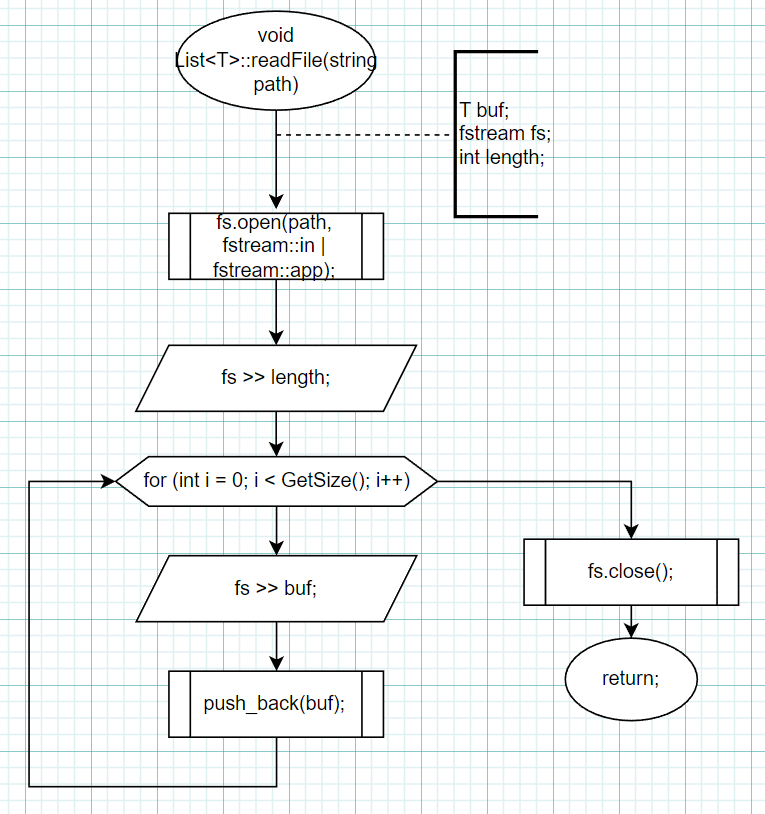 void
List<T>::readFile(string
path)
T buf;
fstream fs;
int length;
fs.open(path,
fstream::in |
fstream::app);
fs >> length;
for (int i = 0; i < GetSize(); i++)
fs >> buf;
fs.close();
return;
push_back(buf);